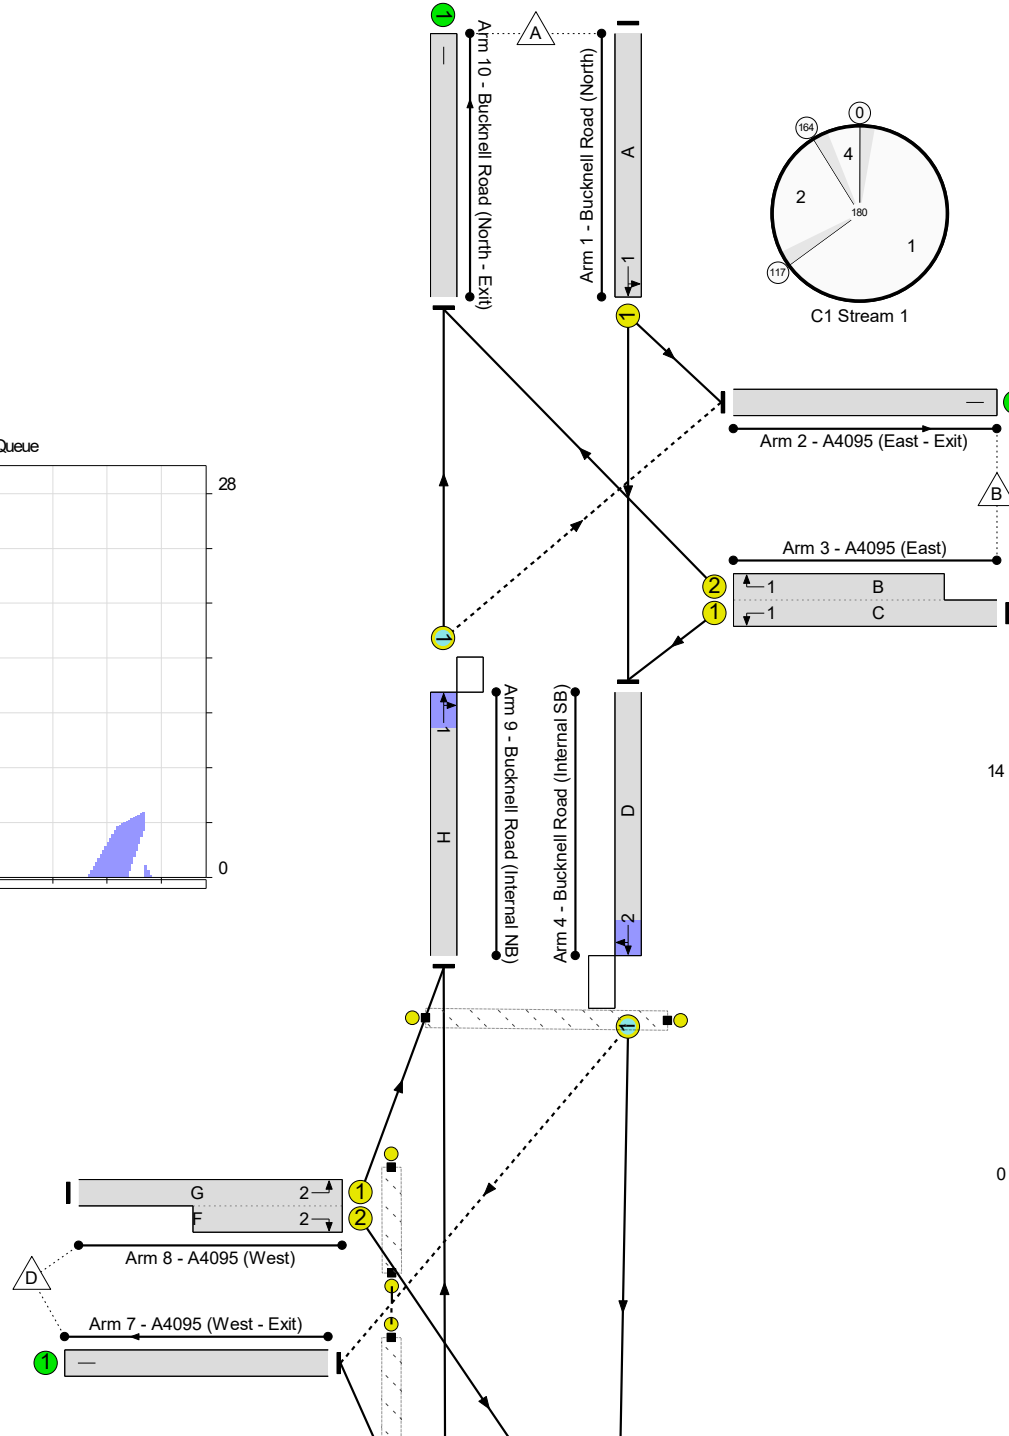 1
Arm 10 - Bucknell Road (North - Exit)
A
Arm 1 - Bucknell Road (North)
A
1
1
0
164
4
2
180
1
117
C1 Stream 1
Arm 2 - A4095 (East - Exit)
B
Arm 3 - A4095 (East)
2
1
B
1
1
C
Queue
28
0
1
1
H
Arm 9 - Bucknell Road (Internal NB)
Arm 4 - Bucknell Road (Internal SB)
D
2
1
14
0
G
2
1
F
2
2
Arm 8 - A4095 (West)
D
Arm 7 - A4095 (West - Exit)
1